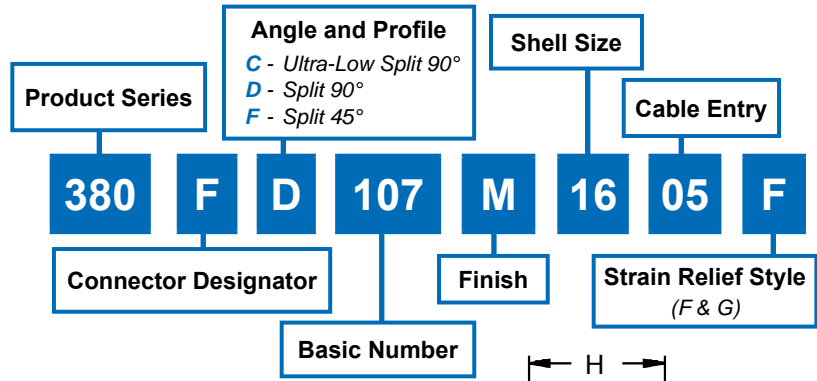 Angle and Profile
C - Ultra-Low Split 90°
D - Split 90°
F - Split 45°
Shell Size
Product Series
Cable Entry
380 F D 107 M 16 05 F
Connector Designator
Finish
Strain Relief Style
(F & G)
Basic Number
H